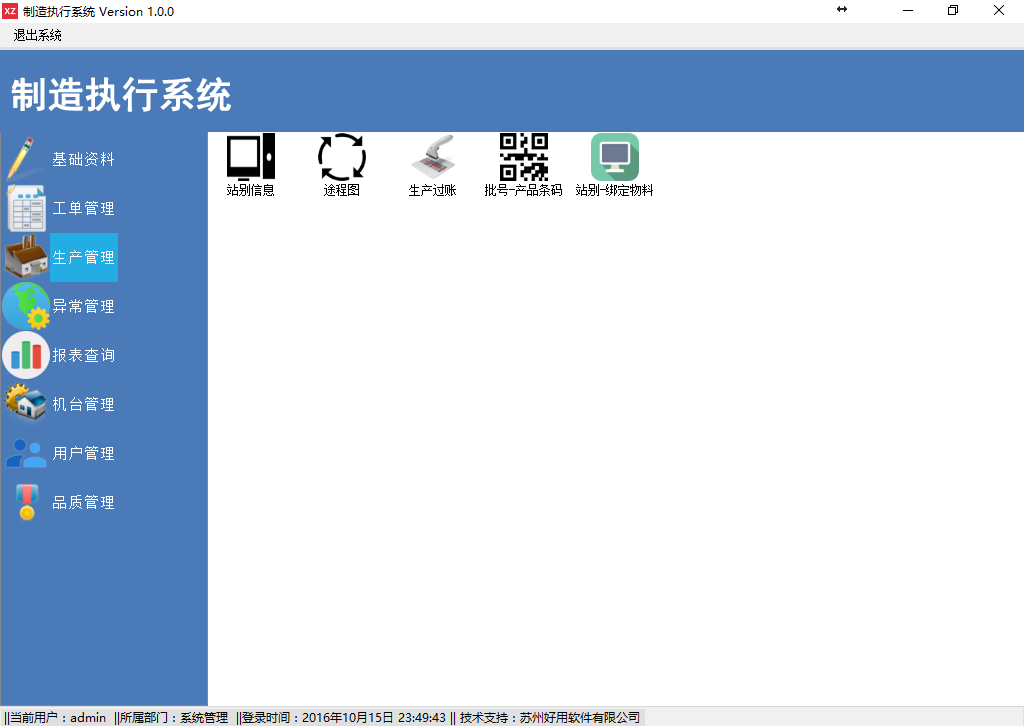 XZ 制造执行系统 Version 1.0.0
退出系统
制造执行系统
基础资料
工单管理
生产管理
异常管理
报表查询
机台管理
用户管理
品质管理
站别信息 途程图 生产过账 批号-产品条码 站别-绑定物料
||当前用户：admin ||所属部门：系统管理 ||登录时间：2016年10月15日 23:49:43 || 技术支持：苏州好用软件有限公司